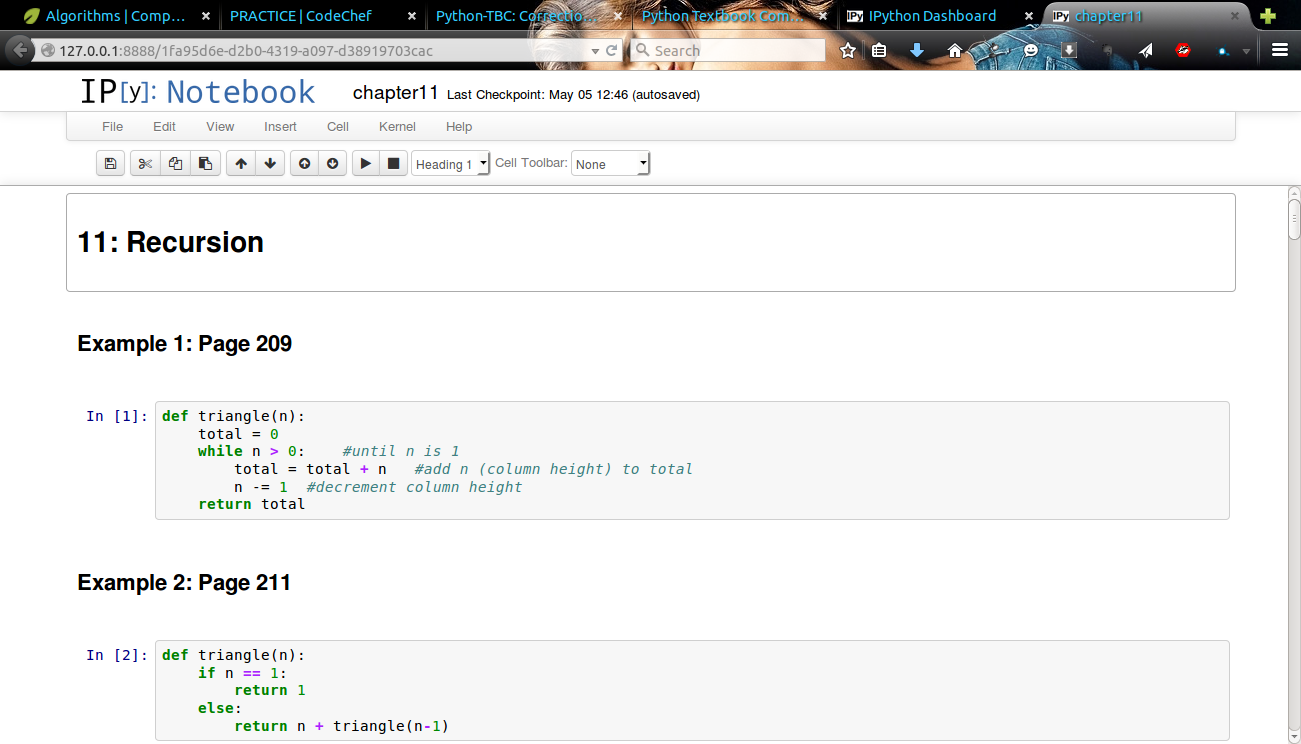 Algorithms | Comp...
PRACTICE | CodeChef
Python-TBC: Correctio...
Python Textbook Com...
IPy IPython Dashboard
IPy chapter11
127.0.0.1:8888/1fa95d6e-d2b0-4319-a097-d38919703cac
Search
IP[y]: Notebook chapter11 Last Checkpoint: May 05 12:46 (autosaved)
File Edit View Insert Cell Kernel Help
Heading 1 Cell Toolbar: None
11: Recursion
Example 1: Page 209
In [1]: def triangle(n):
total = 0
while n > 0: #until n is 1
total = total + n #add n (column height) to total
n -= 1 #decrement column height
return total
Example 2: Page 211
In [2]: def triangle(n):
if n == 1:
return 1
else:
return n + triangle(n-1)